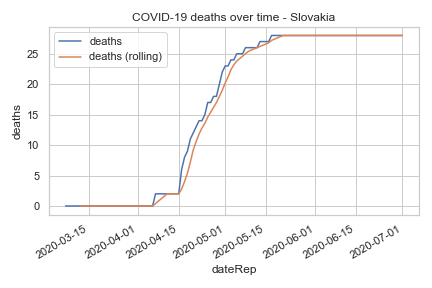 COVID-19 deaths over time - Slovakia
deaths
deaths (rolling)
deaths
25
20
15
10
5
0
2020-03-15
2020-04-01
2020-04-15
2020-05-01
2020-05-15
2020-06-01
2020-06-15
2020-07-01
dateRep